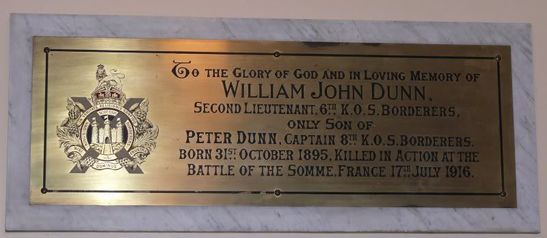 To the Glory of God and in Loving Memory of
William John Dunn,
Second Lieutenant, 6th K.O.S. Borderers,
only Son of
Peter Dunn, Captain 8th K.O.S. Borderers.
Born 31st October 1895, Killed in Action at the
Battle of the Somme, France 17th July 1916.